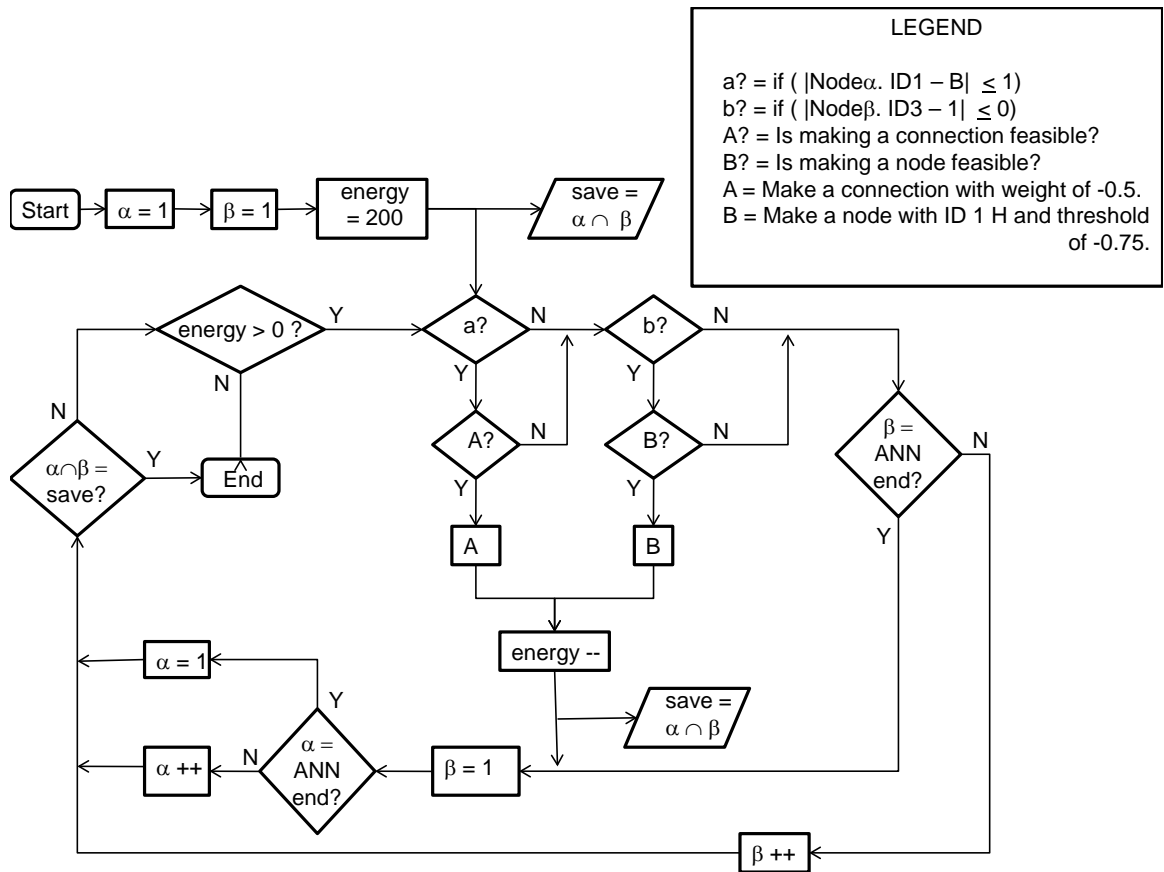 LEGEND
a? = if ( |Nodeα. ID1 – B| ≤ 1)
b? = if ( |Nodeβ. ID3 – 1| ≤ 0)
A? = Is making a connection feasible?
B? = Is making a node feasible?
A = Make a connection with weight of -0.5.
B = Make a node with ID 1 H and threshold
of -0.75.
Start
α = 1
β = 1
energy
= 200
save =
α ∩ β
energy > 0 ?
Y
N
a?
N
Y
b?
N
Y
A?
N
Y
B?
N
Y
β =
ANN
end?
N
Y
α∩β =
save?
N
Y
End
A
B
energy --
save =
α ∩ β
α = 1
α ++
α =
ANN
end?
Y
N
β = 1
β ++